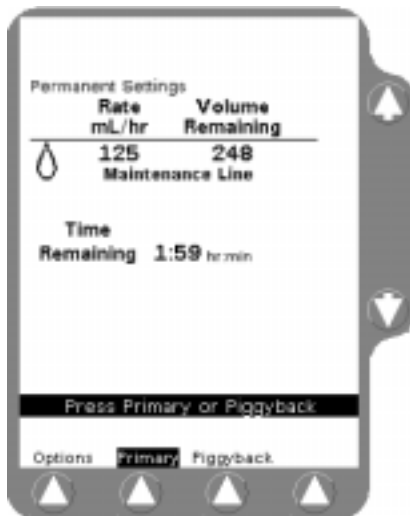 Permanent Settings
Rate Volume
mL/hr Remaining
125 248
Maintenance Line
Time
Remaining 1:59 hr:min
Press Primary or Piggyback
Options Primary Piggyback